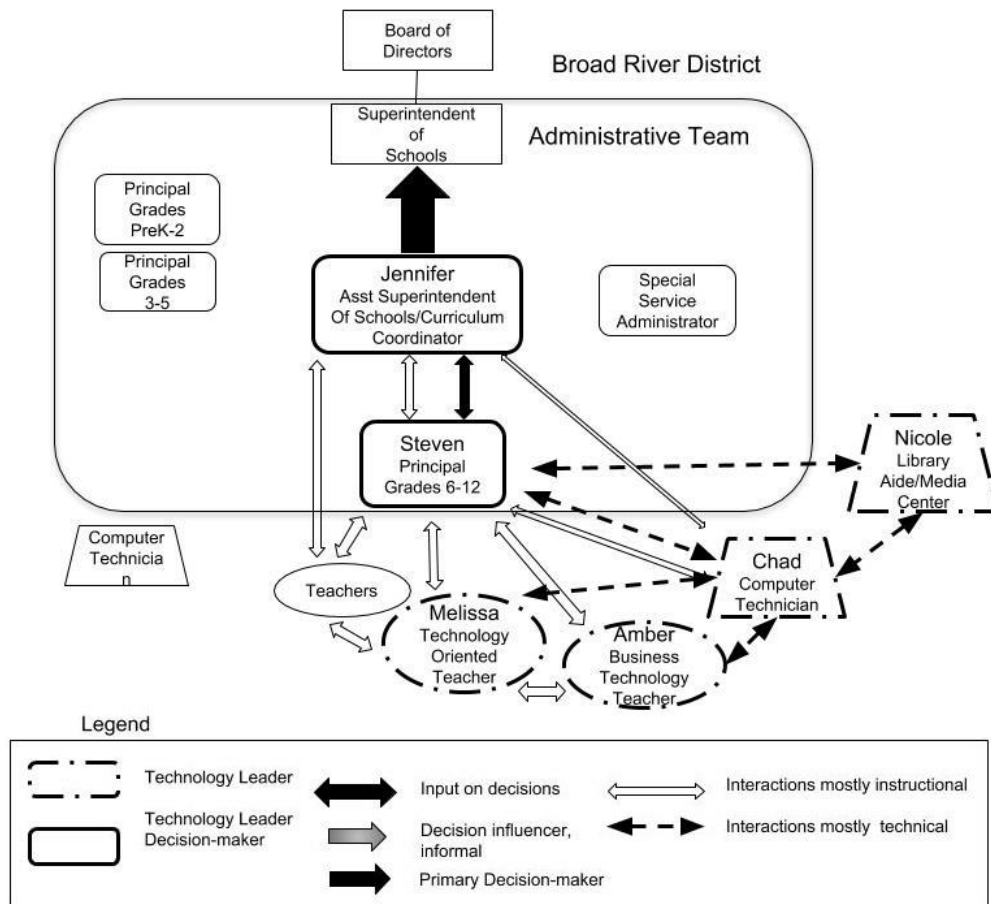 Board of
Directors
Broad River District
Superintendent
of
Schools
Administrative Team
Principal
Grades
PreK-2
Principal
Grades
3-5
Jennifer
Asst Superintendent
Of Schools/Curriculum
Coordinator
Special
Service
Administrator
Steven
Principal
Grades 6-12
Nicole
Library
Aide/Media
Center
Computer
Technicia
n
Chad
Computer
Technician
Teachers
Melissa
Technology
Oriented
Teacher
Amber
Business
Technology
Teacher
Legend
Technology Leader
Technology Leader
Decision-maker
Input on decisions
Decision influencer,
informal
Primary Decision-maker
Interactions mostly instructional
Interactions mostly technical